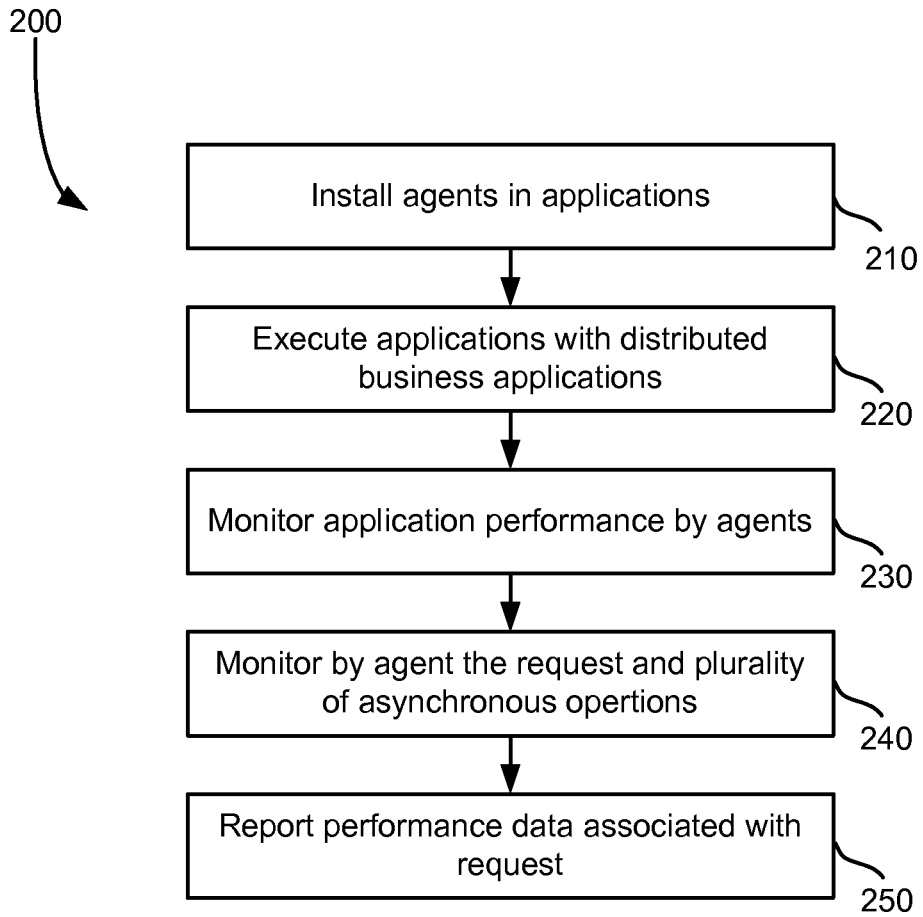 200
Install agents in applications
210
Execute applications with distributed
business applications
220
Monitor application performance by agents
230
Monitor by agent the request and plurality
of asynchronous opertions
240
Report performance data associated with
request
250